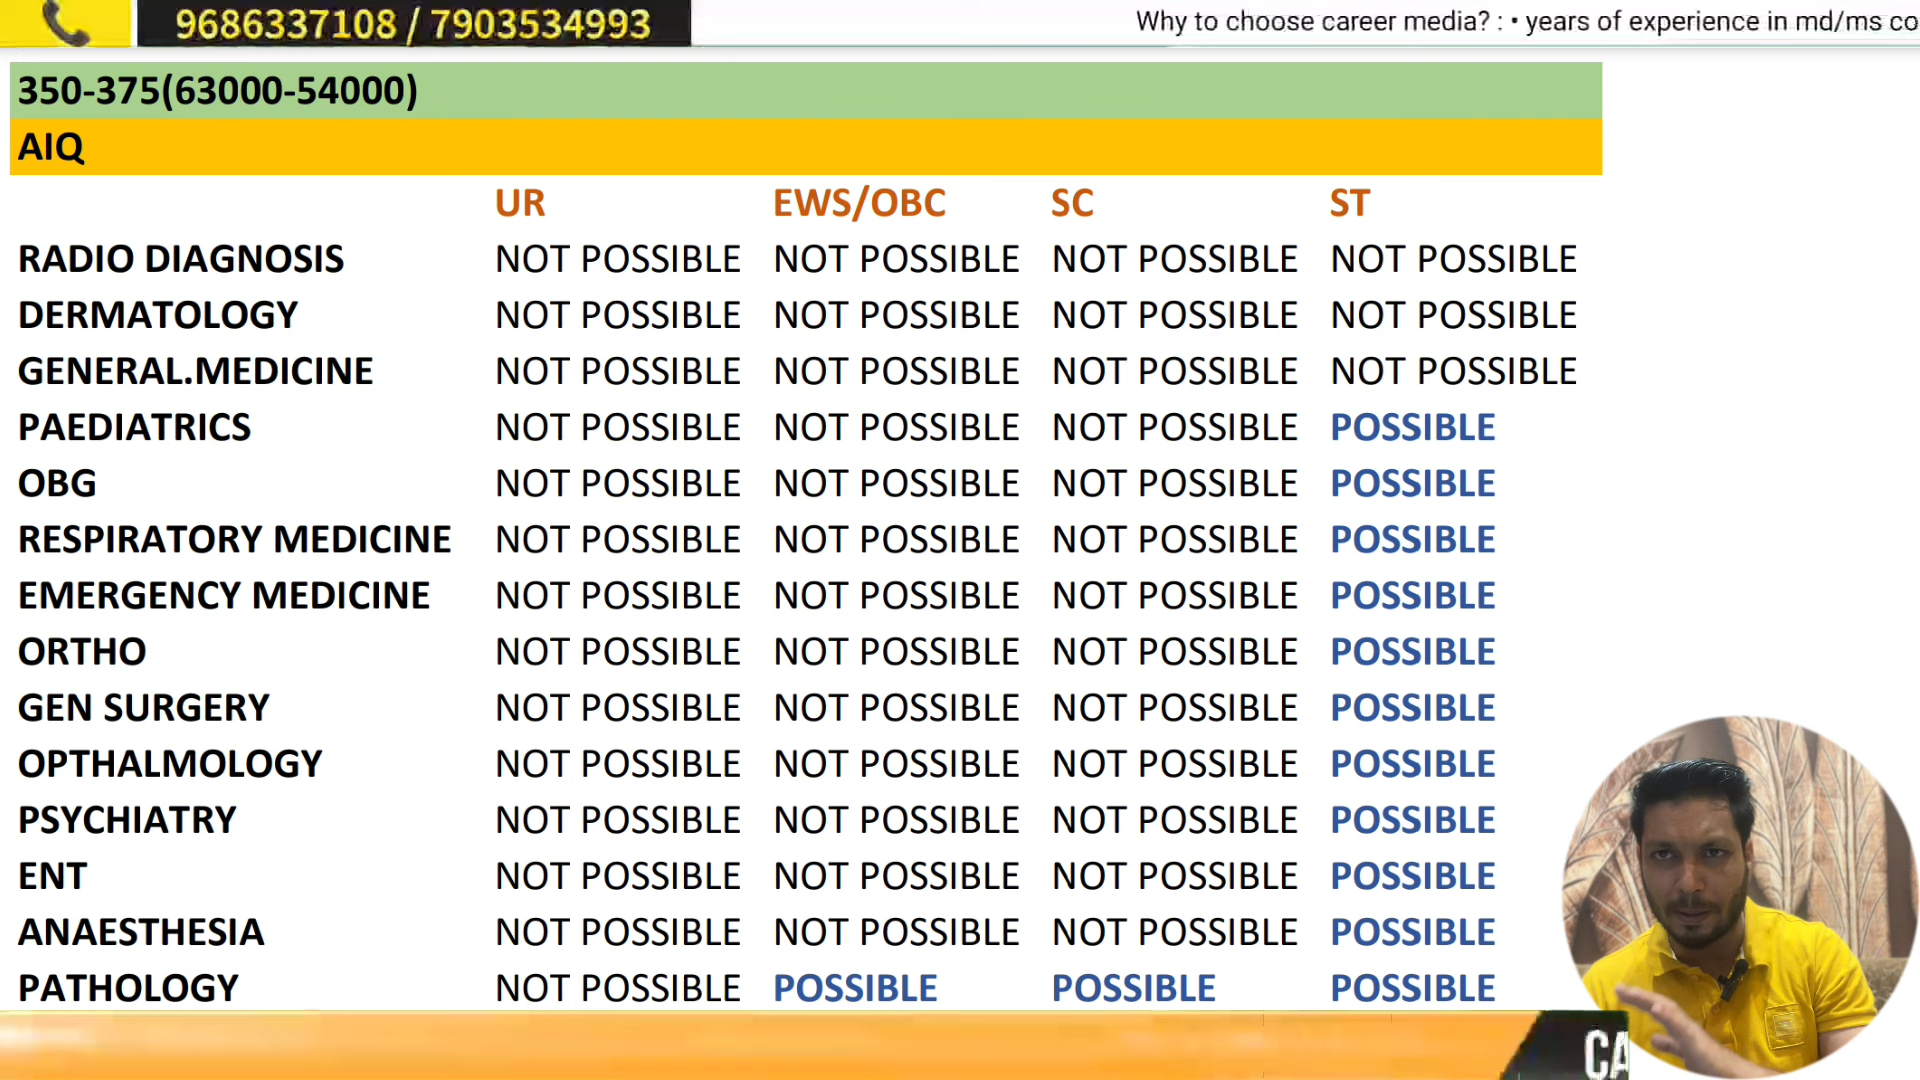 9686337108 / 7903534993
Why to choose career media? : • years of experience in md/ms co
350-375(63000-54000)
AIQ
UR EWS/OBC SC ST
RADIO DIAGNOSIS NOT POSSIBLE NOT POSSIBLE NOT POSSIBLE NOT POSSIBLE
DERMATOLOGY NOT POSSIBLE NOT POSSIBLE NOT POSSIBLE NOT POSSIBLE
GENERAL.MEDICINE NOT POSSIBLE NOT POSSIBLE NOT POSSIBLE NOT POSSIBLE
PAEDIATRICS NOT POSSIBLE NOT POSSIBLE NOT POSSIBLE POSSIBLE
OBG NOT POSSIBLE NOT POSSIBLE NOT POSSIBLE POSSIBLE
RESPIRATORY MEDICINE NOT POSSIBLE NOT POSSIBLE NOT POSSIBLE POSSIBLE
EMERGENCY MEDICINE NOT POSSIBLE NOT POSSIBLE NOT POSSIBLE POSSIBLE
ORTHO NOT POSSIBLE NOT POSSIBLE NOT POSSIBLE POSSIBLE
GEN SURGERY NOT POSSIBLE NOT POSSIBLE NOT POSSIBLE POSSIBLE
OPTHALMOLOGY NOT POSSIBLE NOT POSSIBLE NOT POSSIBLE POSSIBLE
PSYCHIATRY NOT POSSIBLE NOT POSSIBLE NOT POSSIBLE POSSIBLE
ENT NOT POSSIBLE NOT POSSIBLE NOT POSSIBLE POSSIBLE
ANAESTHESIA NOT POSSIBLE NOT POSSIBLE NOT POSSIBLE POSSIBLE
PATHOLOGY NOT POSSIBLE POSSIBLE POSSIBLE POSSIBLE
CA